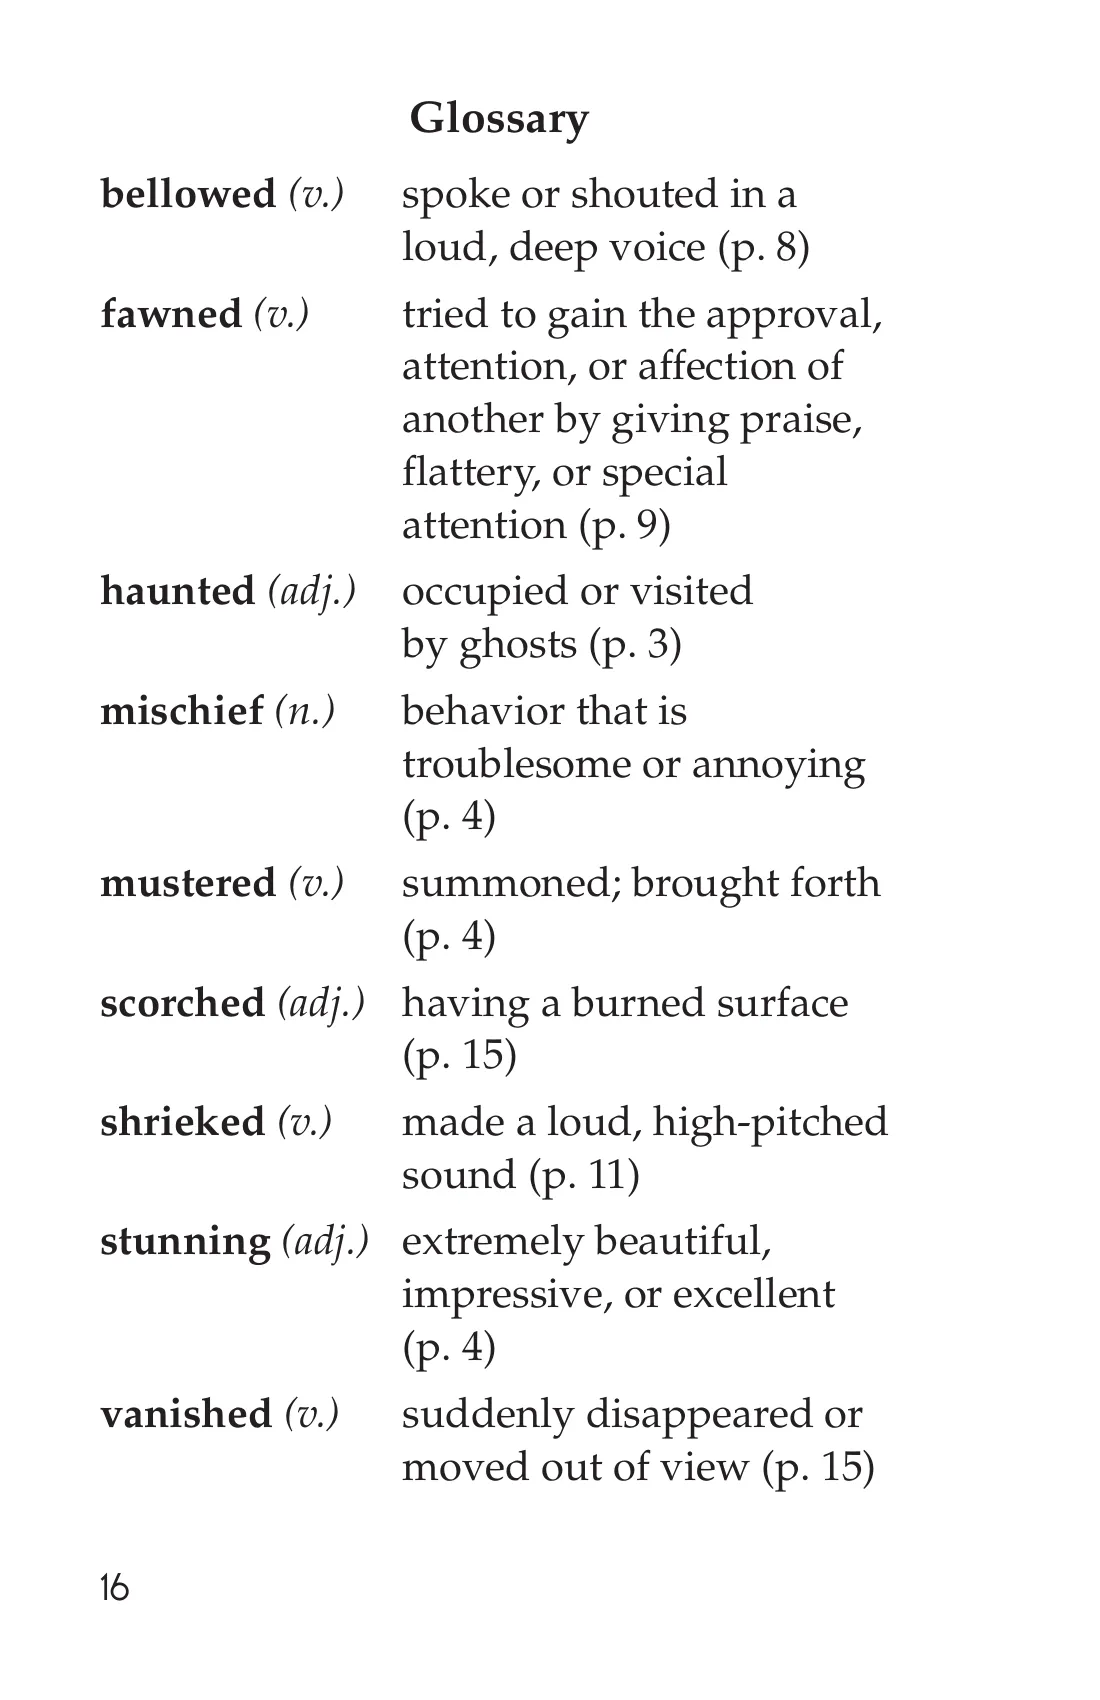 Glossary
bellowed (v.) spoke or shouted in a
loud, deep voice (p. 8)
fawned (v.) tried to gain the approval,
attention, or affection of
another by giving praise,
flattery, or special
attention (p. 9)
haunted (adj.) occupied or visited
by ghosts (p. 3)
mischief (n.) behavior that is
troublesome or annoying
(p. 4)
mustered (v.) summoned; brought forth
(p. 4)
scorched (adj.) having a burned surface
(p. 15)
shrieked (v.) made a loud, high-pitched
sound (p. 11)
stunning (adj.) extremely beautiful,
impressive, or excellent
(p. 4)
vanished (v.) suddenly disappeared or
moved out of view (p. 15)
16